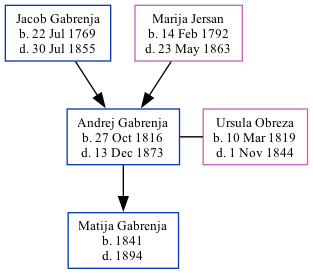 Jacob Gabrenja
b. 22 Jul 1769
d. 30 Jul 1855
Marija Jersan
b. 14 Feb 1792
d. 23 May 1863
Andrej Gabrenja
b. 27 Oct 1816
d. 13 Dec 1873
Ursula Obreza
b. 10 Mar 1819
d. 1 Nov 1844
Matija Gabrenja
b. 1841
d. 1894